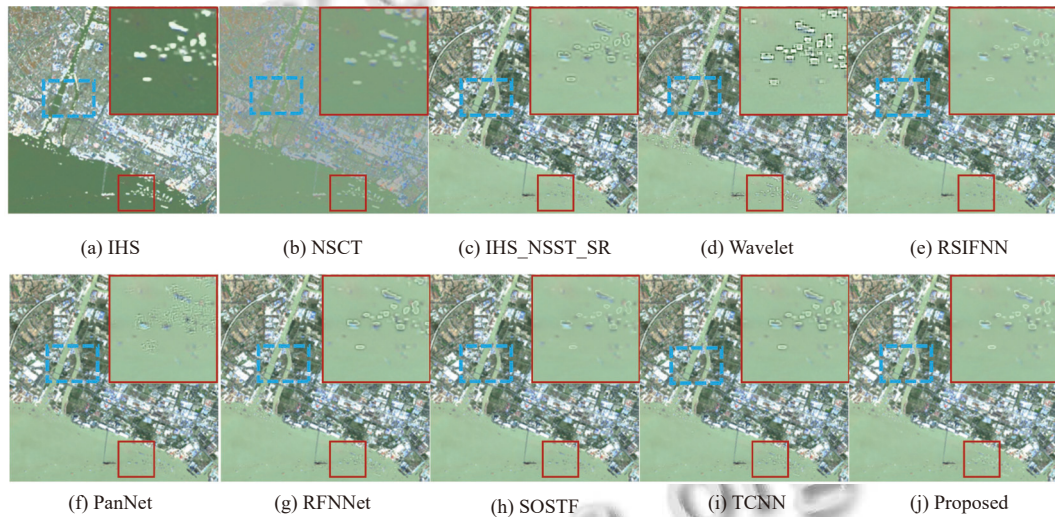 (a) IHS
(b) NSCT
(c) IHS_NSST_SR
(d) Wavelet
(e) RSIFNN
(f) PanNet
(g) RFNNet
(h) SOSTF
(i) TCNN
(j) Proposed